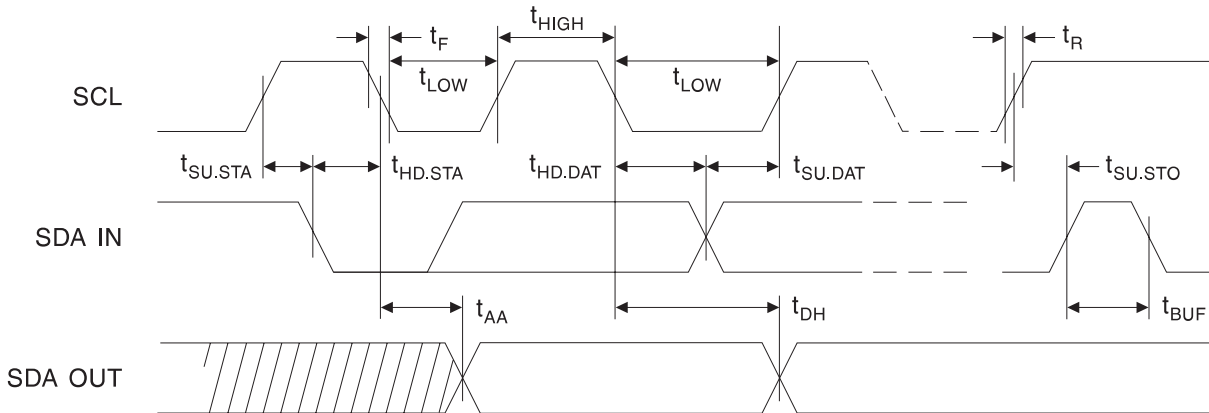 tF
tHIGH
tR
tLOW
tLOW
SCL
tSU.STA
tHD.STA
tHD.DAT
tSU.DAT
tSU.STO
SDA IN
tAA
tDH
tBUF
SDA OUT